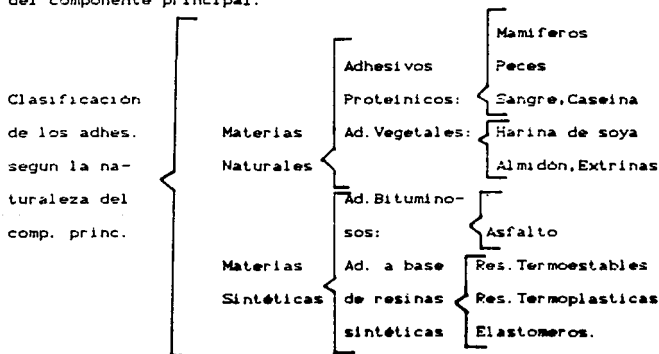 del componente principal.
Mamiferos
Adhesivos Peces
Clasificación Proteinicos: Sangre,Caseina
de los adhes. Materias Ad.Vegetales: Harina de soya
segun la na- Naturales Almidón,Extrinas
turaleza del Ad.Bitumino-
comp. princ. sos: Asfalto
Materias Ad. a base Res.Termoestables
Sintéticas de resinas Res.Termoplasticas
sintéticas Elastomeros.